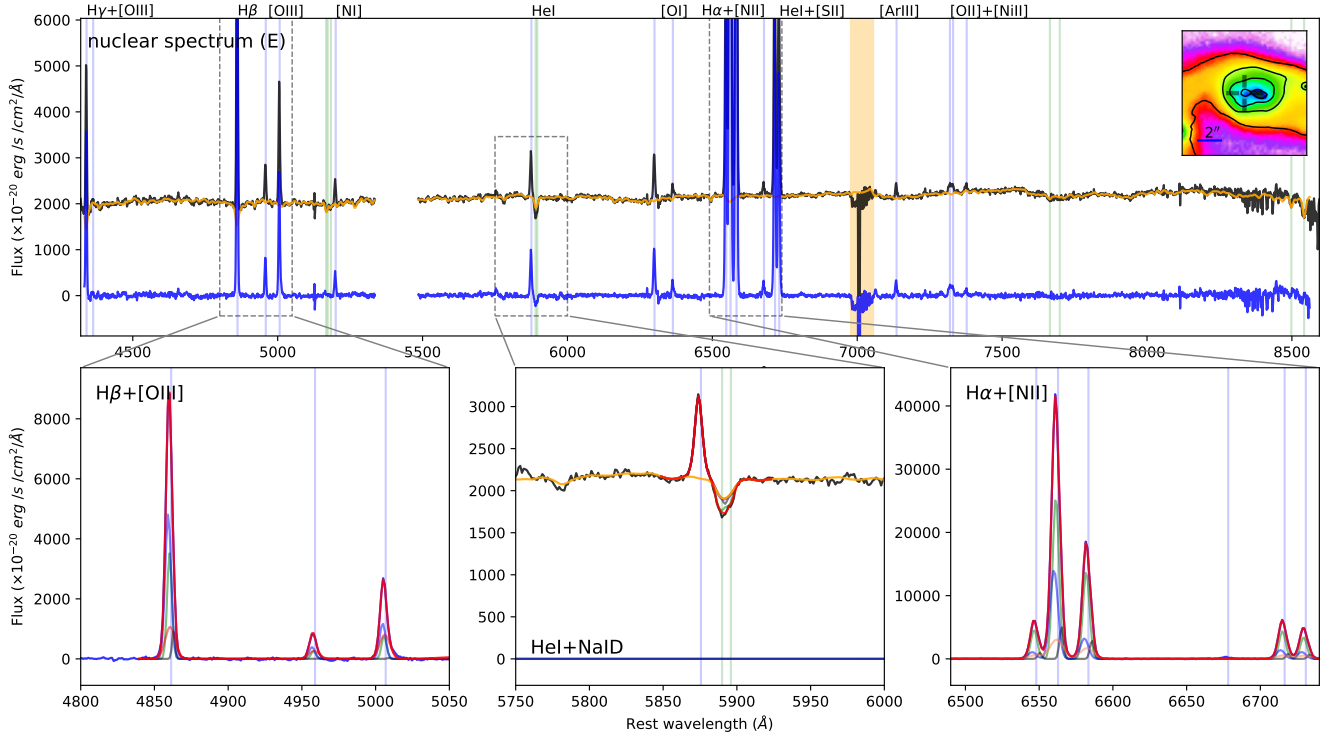 Hγ+[OIII] Hβ [OIII] [NI] HeI [OI] Hα+[NII] HeI+[SII] [ArIII] [OII]+[NiII]
nuclear spectrum (E)
2″
Flux (×10⁻²⁰ erg /s /cm²/Å)
6000
5000
4000
3000
2000
1000
0
4500 5000 5500 6000 6500 7000 7500 8000 8500
Hβ+[OIII]
Flux (×10⁻²⁰ erg /s /cm²/Å)
8000
6000
4000
2000
0
4800 4850 4900 4950 5000 5050
HeI+NaID
3000
2500
2000
1500
1000
500
0
5750 5800 5850 5900 5950 6000
Rest wavelength (Å)
Hα+[NII]
40000
30000
20000
10000
0
6500 6550 6600 6650 6700